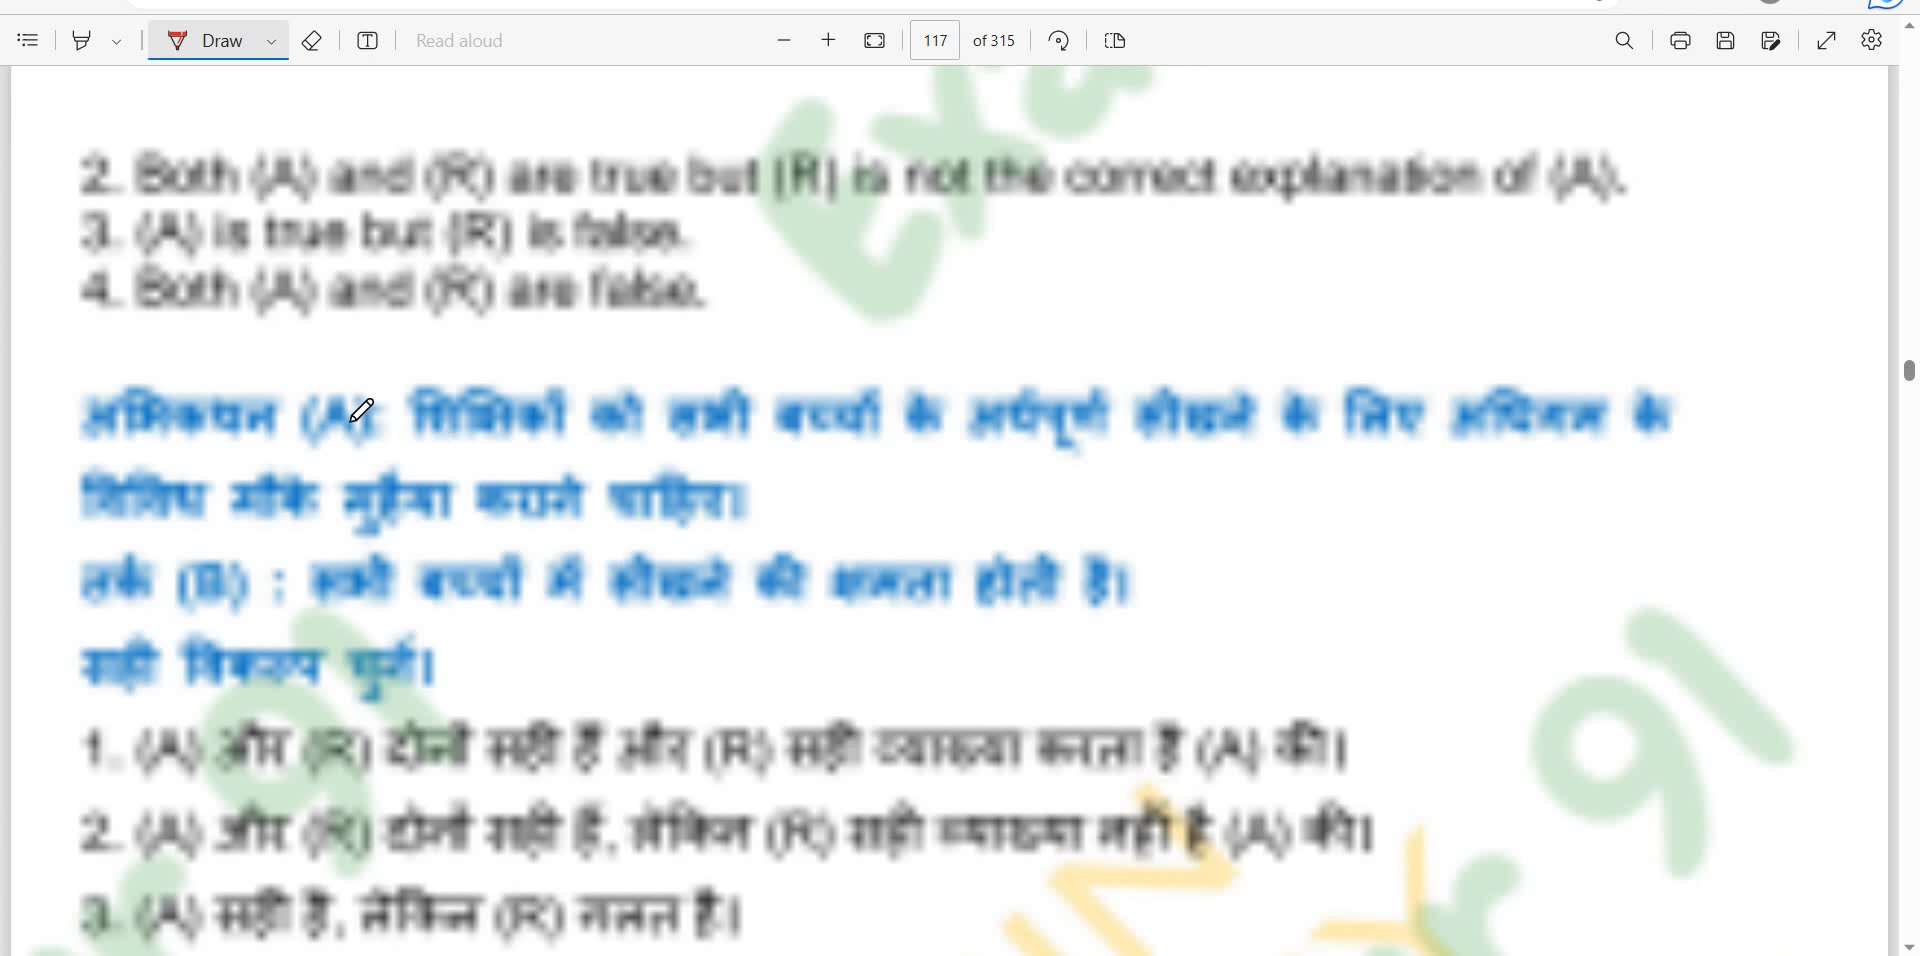 Draw
Read aloud
117 of 315
Exa
2. Both (A) and (R) are true but (R) is not the correct explanation of (A).
3. (A) is true but (R) is false.
4. Both (A) and (R) are false.
अभिकथन (A): शिक्षकों को सभी बच्चों के अर्थपूर्ण सीखने के लिए अधिगम के
विविध मौके मुहैया कराने चाहिए।
तर्क (B) : सभी बच्चों में सीखने की क्षमता होती है।
सही विकल्प चुनें।
1. (A) और (R) दोनों सही हैं और (R) सही व्याख्या करता है (A) की।
2. (A) और (R) दोनों सही हैं, लेकिन (R) सही व्याख्या नहीं है (A) की।
3. (A) सही है, लेकिन (R) गलत है।
r 91
r 91